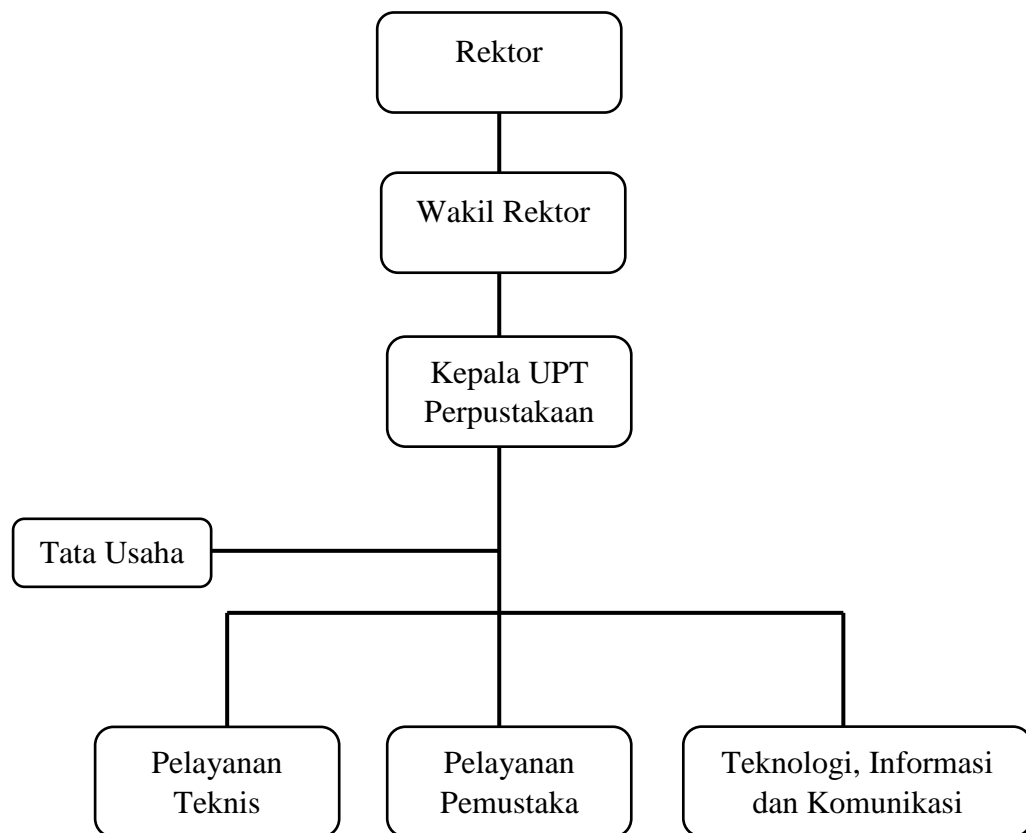 Rektor
Wakil Rektor
Kepala UPT
Perpustakaan
Tata Usaha
Pelayanan
Teknis
Pelayanan
Pemustaka
Teknologi, Informasi
dan Komunikasi